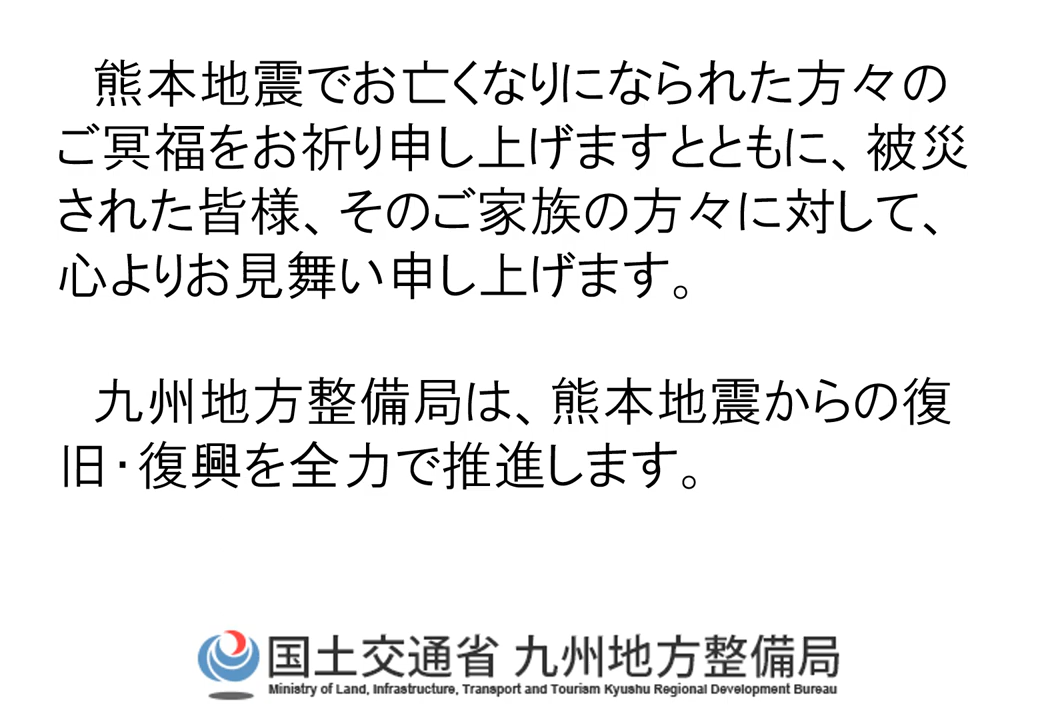 熊本地震でお亡くなりになられた方々の
ご冥福をお祈り申し上げますとともに、被災
された皆様、そのご家族の方々に対して、
心よりお見舞い申し上げます。
九州地方整備局は、熊本地震からの復
旧・復興を全力で推進します。
国土交通省 九州地方整備局
Ministry of Land, Infrastructure, Transport and Tourism Kyushu Regional Development Bureau